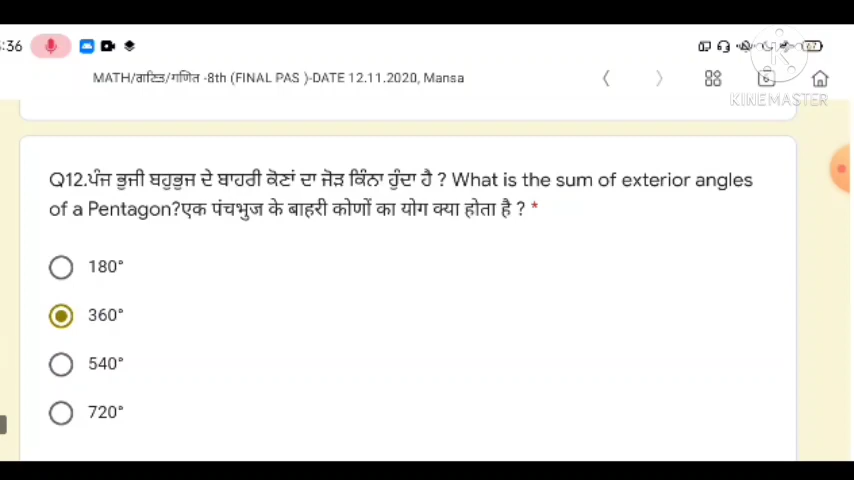 :36
67
MATH/ਗਣਿਤ/गणित -8th (FINAL PAS )-DATE 12.11.2020, Mansa
KINEMASTER
Q12.ਪੰਜ ਭੁਜੀ ਬਹੁਭੁਜ ਦੇ ਬਾਹਰੀ ਕੋਣਾਂ ਦਾ ਜੋੜ ਕਿੰਨਾ ਹੁੰਦਾ ਹੈ ? What is the sum of exterior angles
of a Pentagon?एक पंचभुज के बाहरी कोणों का योग क्या होता है ? *
180°
360°
540°
720°